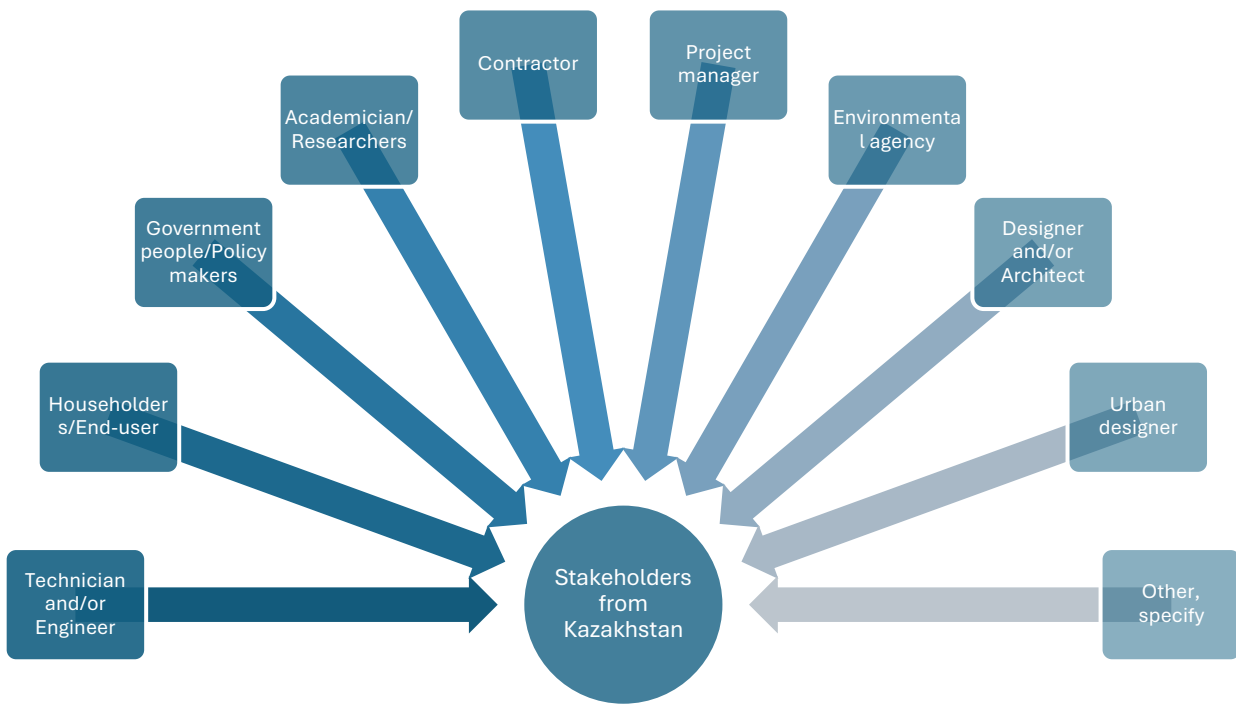 Contractor
Project
manager
Academician/
Researchers
Environmenta
l agency
Government
people/Policy
makers
Designer
and/or
Architect
Householder
s/End-user
Urban
designer
Technician
and/or
Engineer
Stakeholders
from
Kazakhstan
Other,
specify